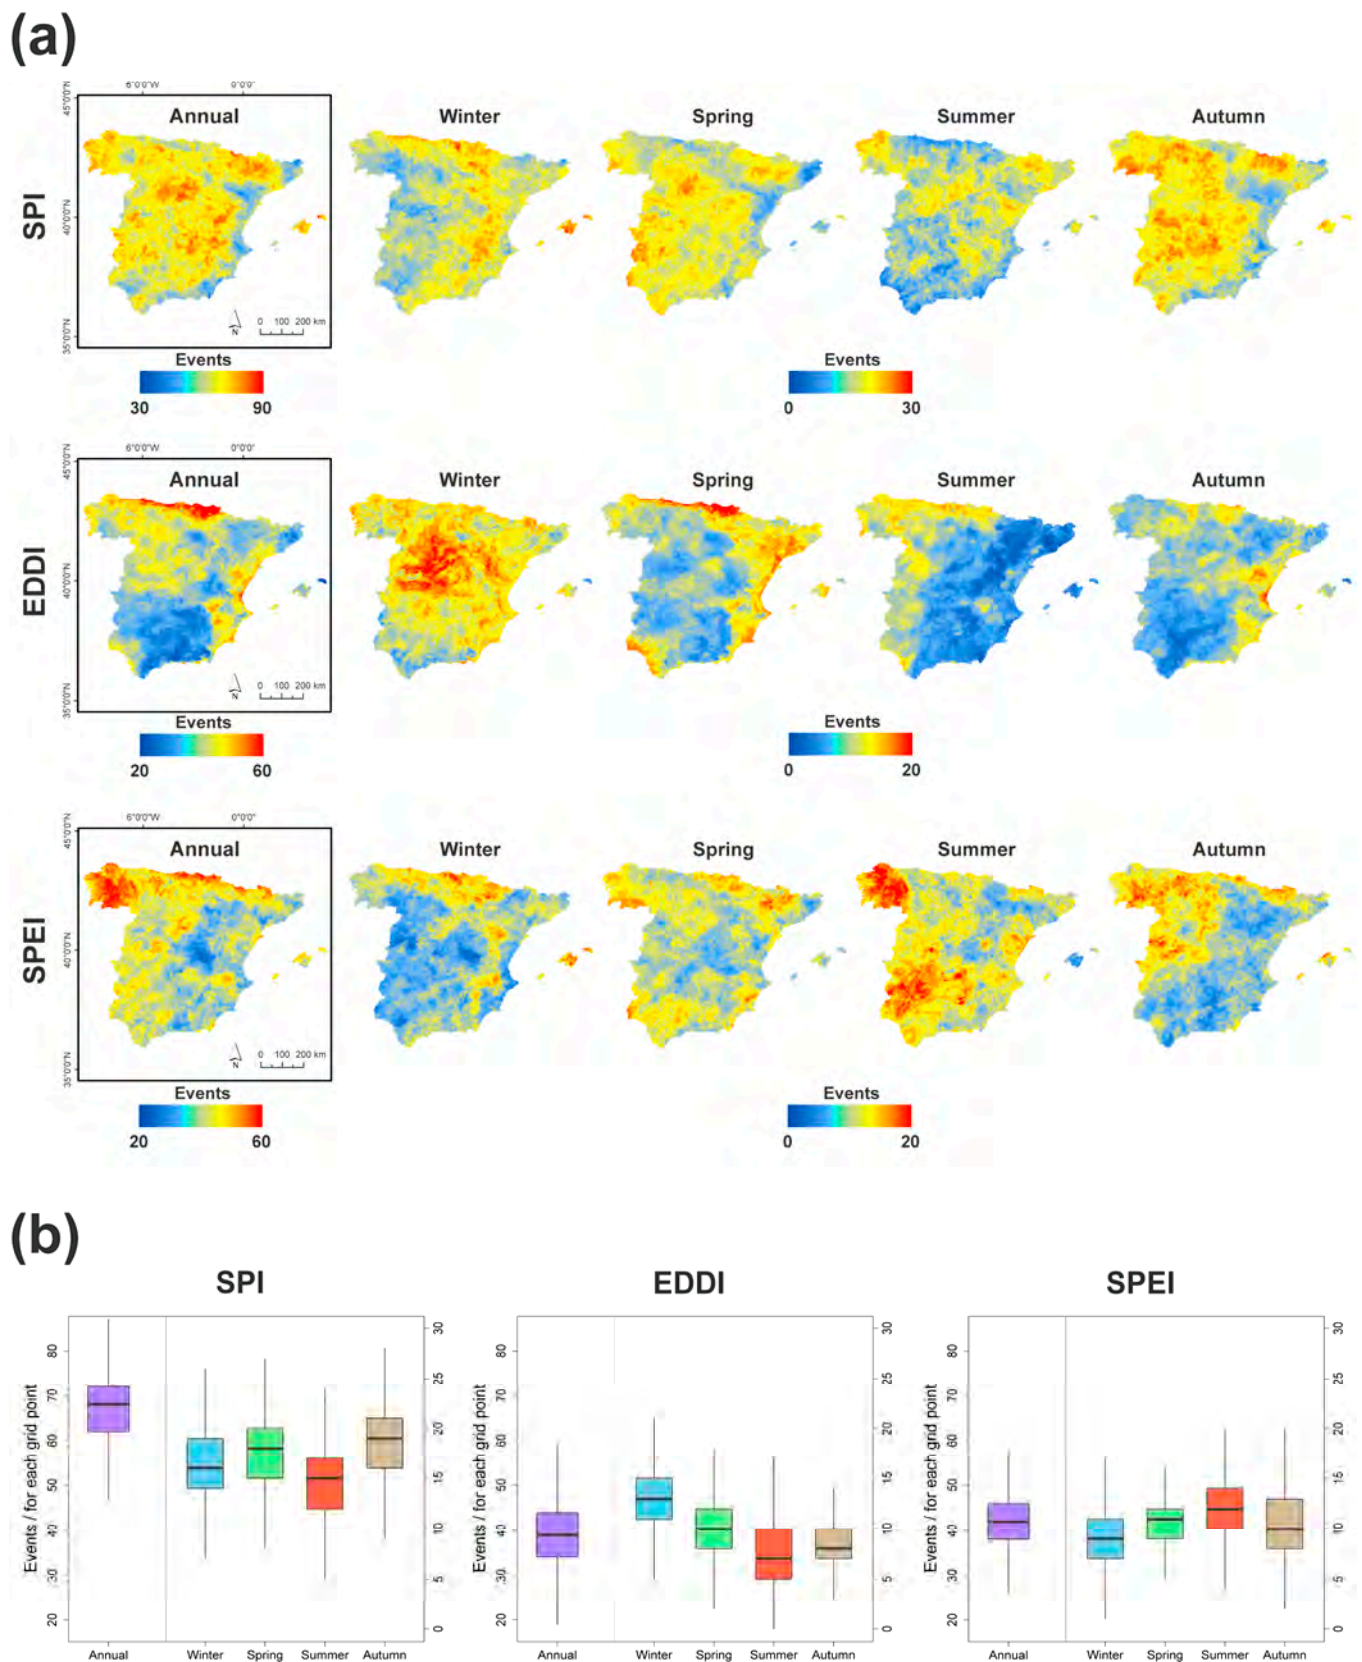 (a)
6°0'0"W 0°0'0"
45°0'0"N
40°0'0"N
35°0'0"N
SPI
Annual Winter Spring Summer Autumn
N
0 100 200 km
Events Events
30 90 0 30
6°0'0"W 0°0'0"
45°0'0"N
40°0'0"N
35°0'0"N
EDDI
Annual Winter Spring Summer Autumn
N
0 100 200 km
Events Events
20 60 0 20
6°0'0"W 0°0'0"
45°0'0"N
40°0'0"N
35°0'0"N
SPEI
Annual Winter Spring Summer Autumn
N
0 100 200 km
Events Events
20 60 0 20
(b)
SPI EDDI SPEI
Events / for each grid point
20 30 40 50 60 70 80
0 5 10 15 20 25 30
Annual Winter Spring Summer Autumn
Events / for each grid point
20 30 40 50 60 70 80
0 5 10 15 20 25 30
Annual Winter Spring Summer Autumn
Events / for each grid point
20 30 40 50 60 70 80
0 5 10 15 20 25 30
Annual Winter Spring Summer Autumn